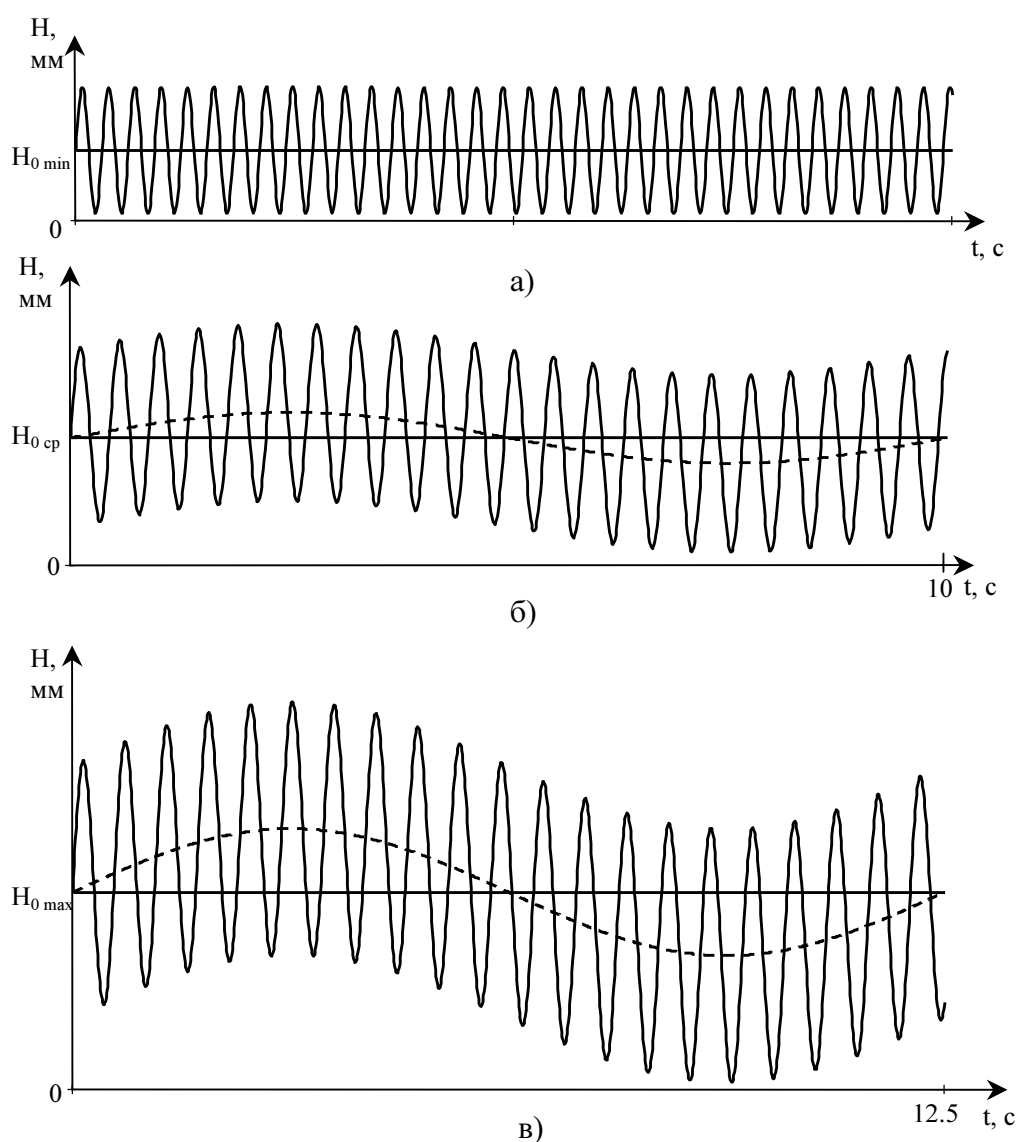 Н,
мм
H₀ min
0
t, с
а)
Н,
мм
H₀ ср
0
10 t, с
б)
Н,
мм
H₀ max
0
12.5 t, с
в)